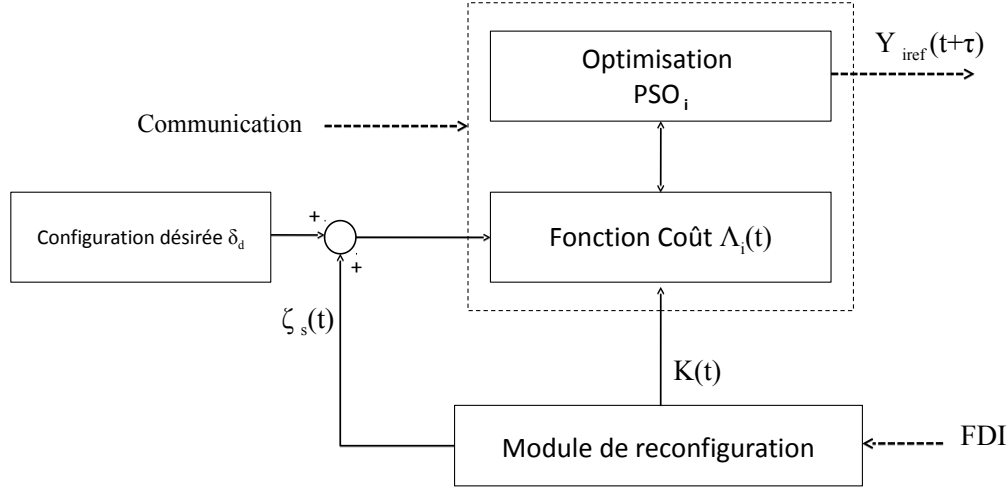 Optimisation
PSO i
Y iref (t+τ)
Communication
Configuration désirée δd
+
+
Fonction Coût Λi(t)
ζ s(t)
K(t)
Module de reconfiguration
FDI